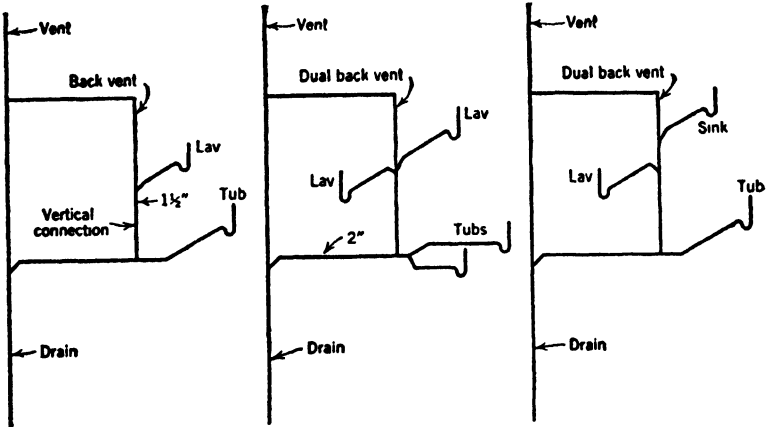 Vent
Back vent
Lav
1½″
Tub
Vertical
connection
Drain
Vent
Dual back vent
Lav
Lav
Tubs
2″
Drain
Vent
Dual back vent
Sink
Lav
Tub
Drain